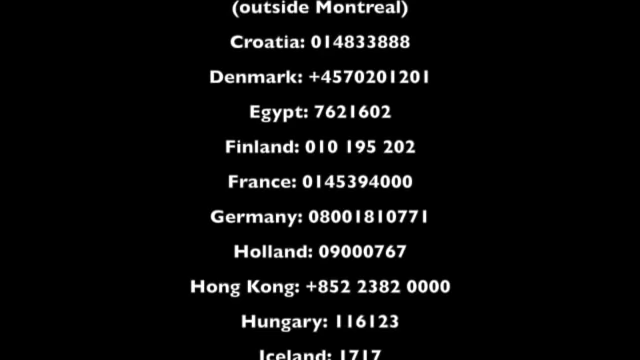 (outside Montreal)
Croatia: 014833888
Denmark: +4570201201
Egypt: 7621602
Finland: 010 195 202
France: 0145394000
Germany: 08001810771
Holland: 09000767
Hong Kong: +852 2382 0000
Hungary: 116123
Iceland: 1717